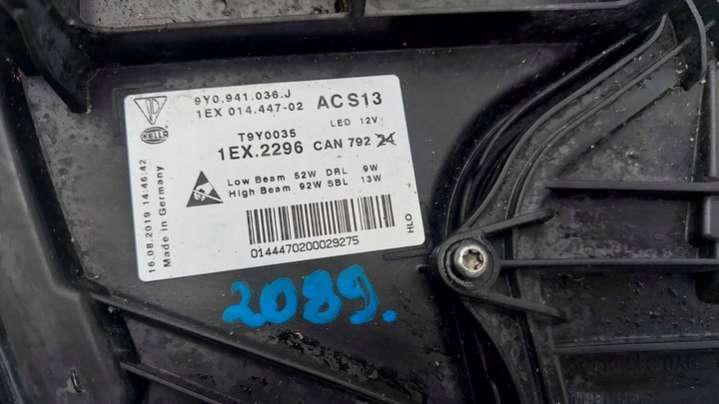 9Y0.941.036.J
1EX 014.447-02
ACS13
T9Y0035
LED 12V
1EX.2296 CAN 792 24
HELLA
Low Beam 52W DRL 9W
High Beam 92W SBL 13W
16.08.2019 14:46:42
Made in Germany
0144470200029275
HLO
2089.